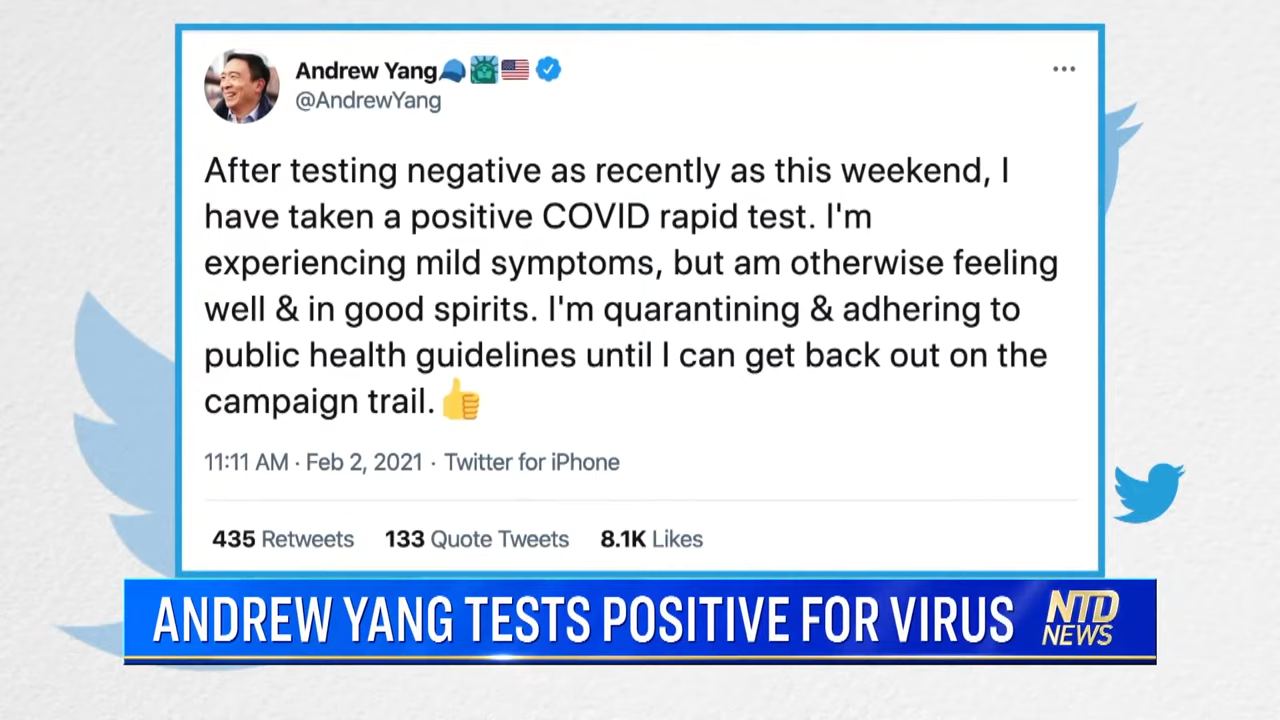 Andrew Yang🧢🗽🇺🇸
@AndrewYang
After testing negative as recently as this weekend, I
have taken a positive COVID rapid test. I'm
experiencing mild symptoms, but am otherwise feeling
well & in good spirits. I'm quarantining & adhering to
public health guidelines until I can get back out on the
campaign trail. 👍
11:11 AM · Feb 2, 2021 · Twitter for iPhone
435 Retweets 133 Quote Tweets 8.1K Likes
ANDREW YANG TESTS POSITIVE FOR VIRUS
NTD
NEWS